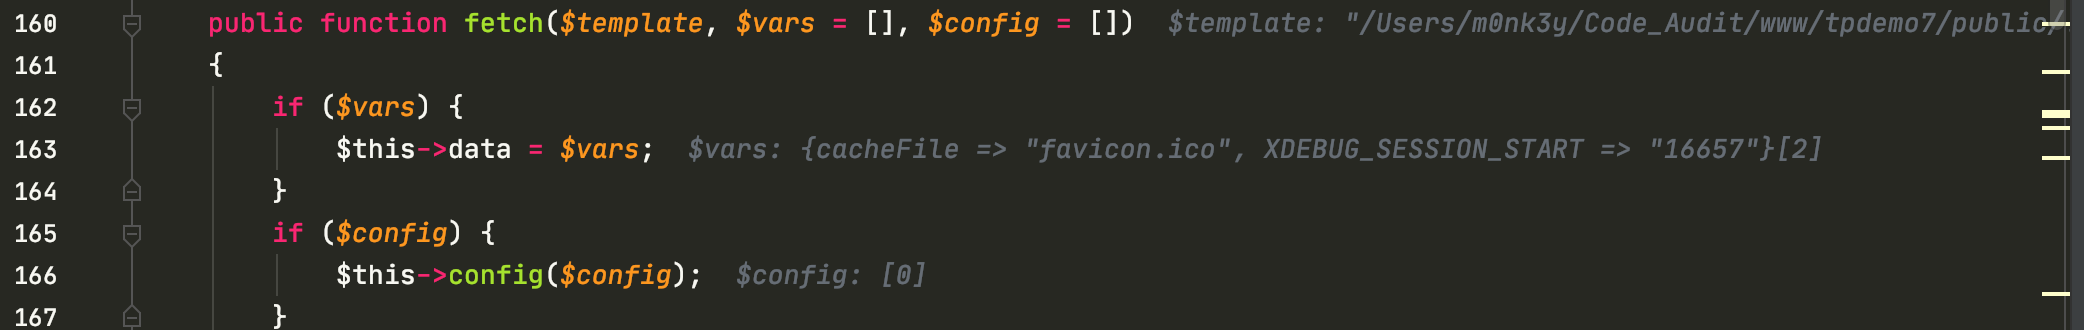 160 public function fetch($template, $vars = [], $config = []) $template: "/Users/m0nk3y/Code_Audit/www/tpdemo7/public/
161 {
162 if ($vars) {
163 $this->data = $vars; $vars: {cacheFile => "favicon.ico", XDEBUG_SESSION_START => "16657"}[2]
164 }
165 if ($config) {
166 $this->config($config); $config: [0]
167 }